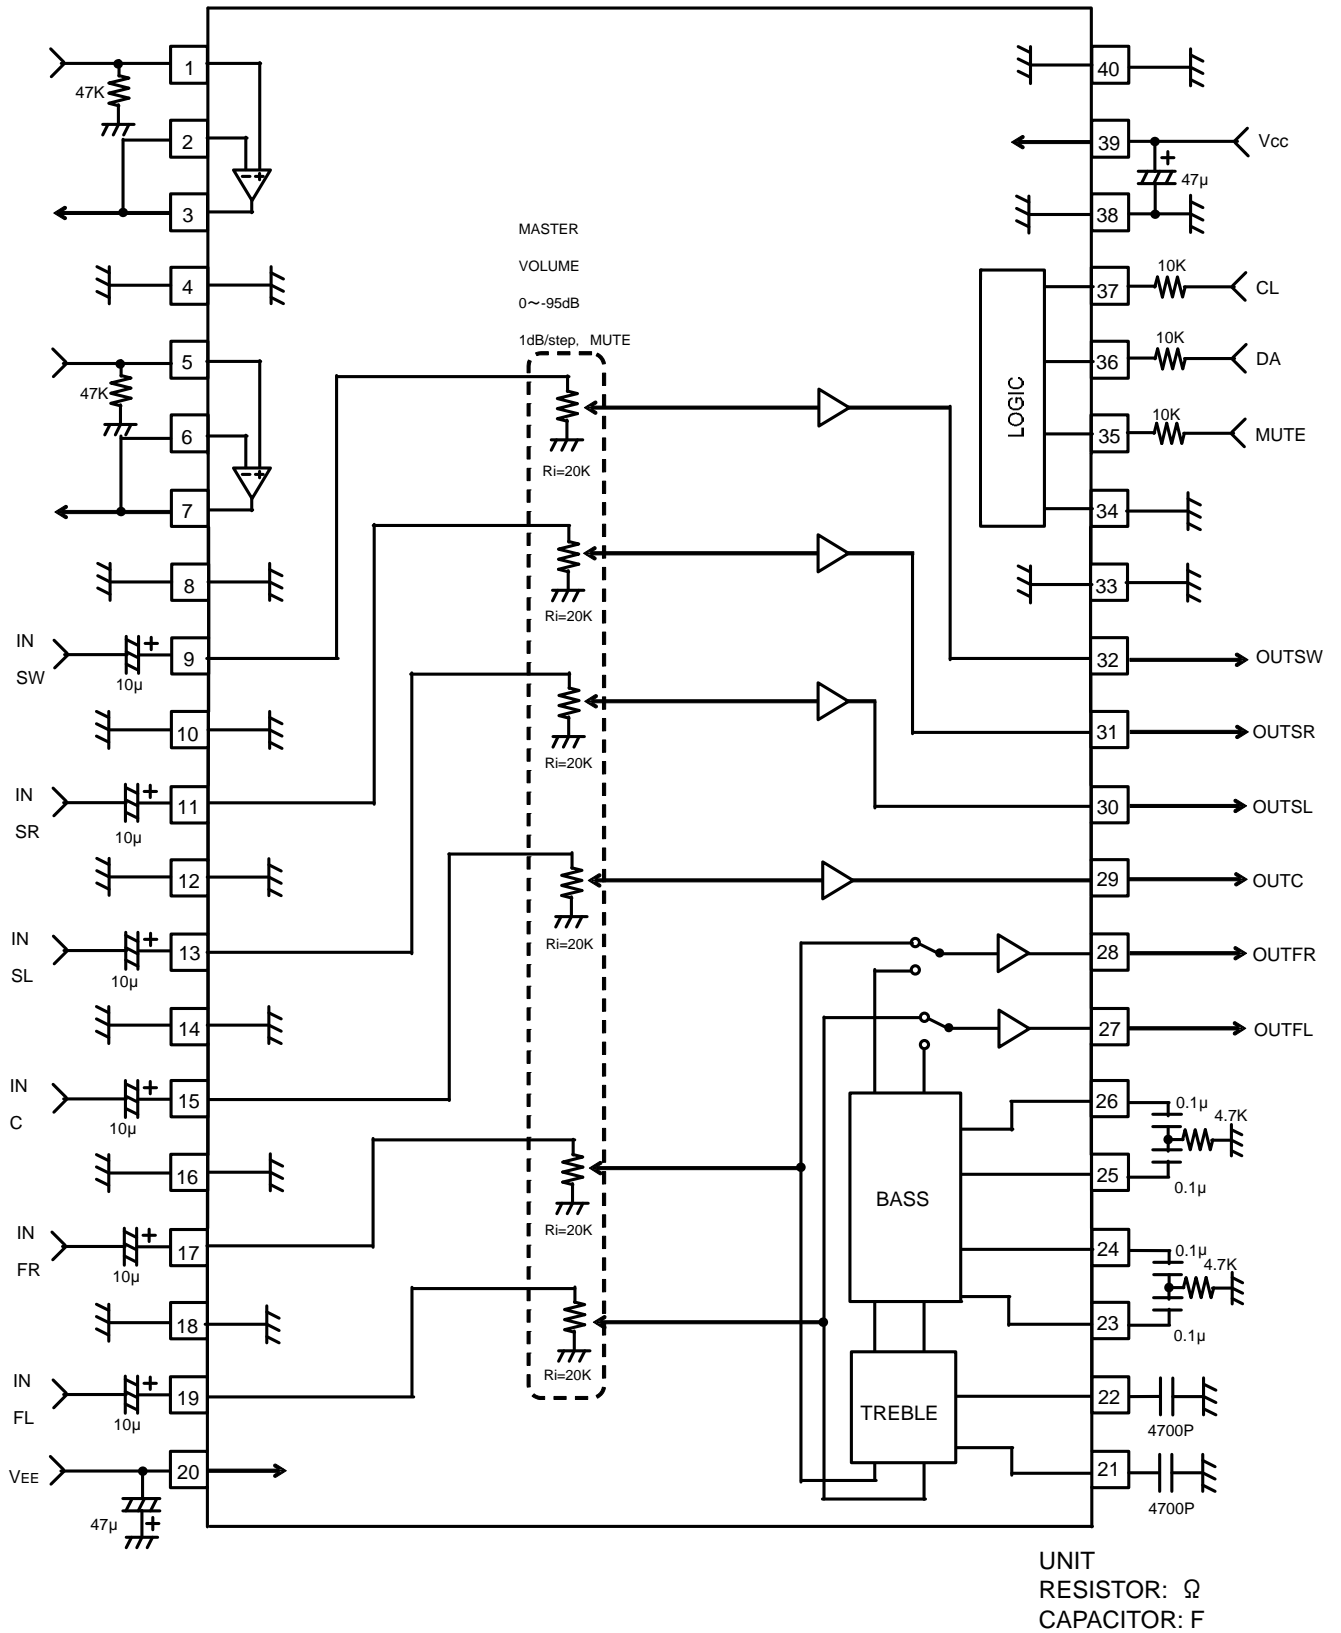 1
47K
2
3
4
5
47K
6
7
8
IN
SW
10µ
9
10
IN
SR
10µ
11
12
IN
SL
10µ
13
14
IN
C
10µ
15
16
IN
FR
10µ
17
18
IN
FL
10µ
19
VEE
20
47µ
MASTER
VOLUME
0～-95dB
1dB/step, MUTE
Ri=20K
Ri=20K
Ri=20K
Ri=20K
Ri=20K
Ri=20K
LOGIC
BASS
TREBLE
40
39
Vcc
47µ
38
37
10K
CL
36
10K
DA
35
10K
MUTE
34
33
32
OUTSW
31
OUTSR
30
OUTSL
29
OUTC
28
OUTFR
27
OUTFL
26
0.1µ
4.7K
25
0.1µ
24
0.1µ
4.7K
23
0.1µ
22
4700P
21
4700P
UNIT
RESISTOR: Ω
CAPACITOR: F